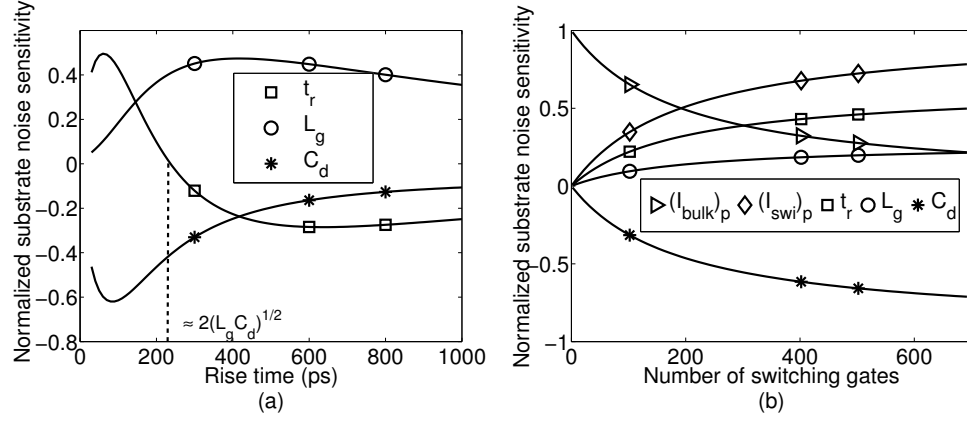 Normalized substrate noise sensitivity
0.4
0.2
0
−0.2
−0.4
−0.6
−0.8
0 200 400 600 800 1000
Rise time (ps)
(a)
t_r
L_g
C_d
≈ 2(L_g C_d)^{1/2}
Normalized substrate noise sensitivity
1
0.5
0
−0.5
−1
0 200 400 600
Number of switching gates
(b)
(I_bulk)_p (I_swi)_p t_r L_g C_d